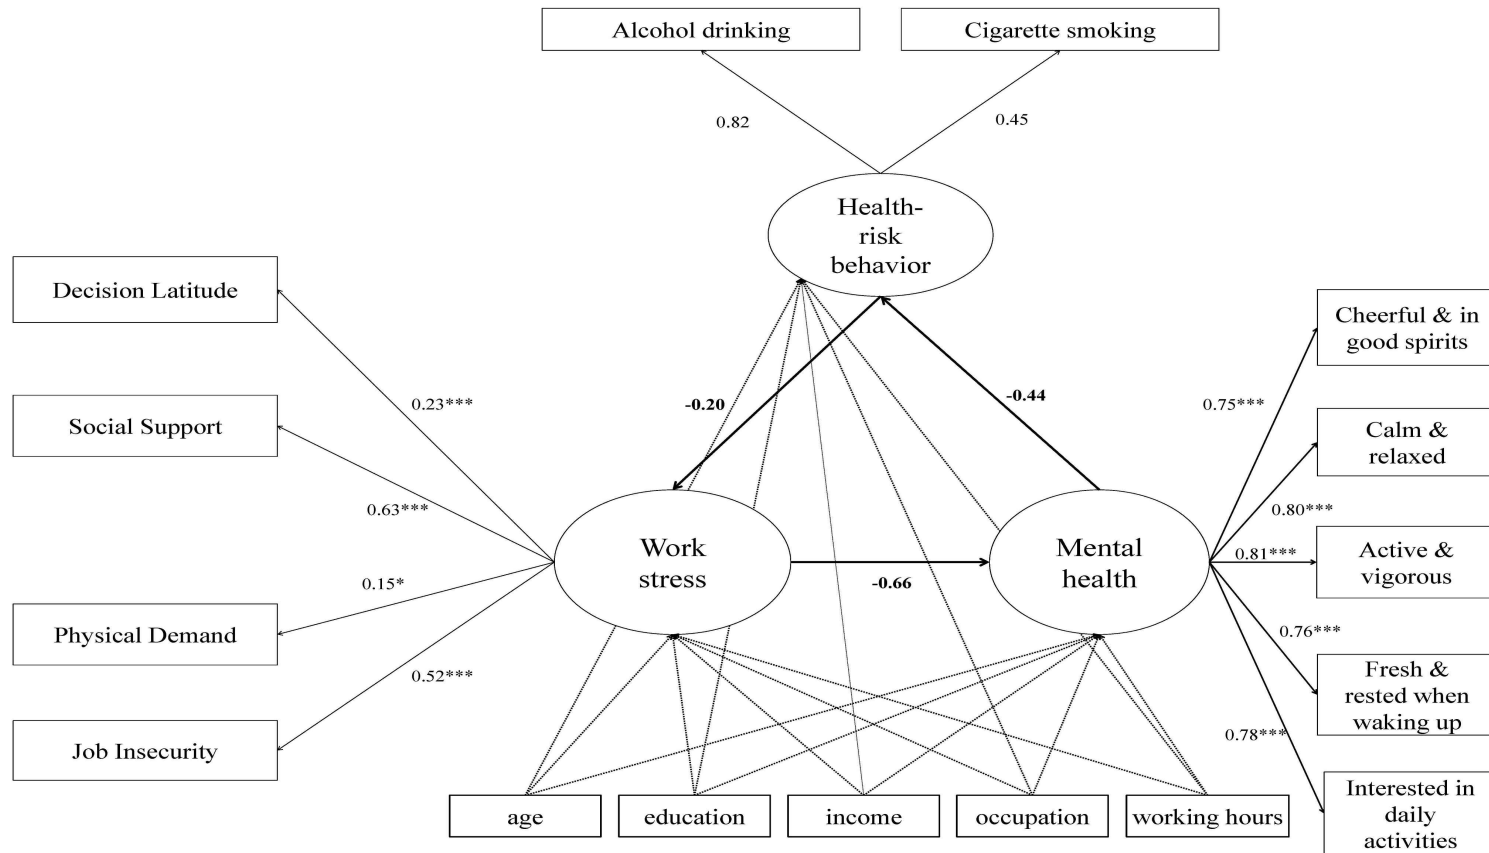 Alcohol drinking
Cigarette smoking
0.82
0.45
Health-
risk
behavior
Decision Latitude
Social Support
Physical Demand
Job Insecurity
0.23***
0.63***
0.15*
0.52***
-0.20
-0.44
Work
stress
-0.66
Mental
health
0.75***
0.80***
0.81***
0.76***
0.78***
Cheerful & in
good spirits
Calm &
relaxed
Active &
vigorous
Fresh &
rested when
waking up
Interested in
daily
activities
age
education
income
occupation
working hours